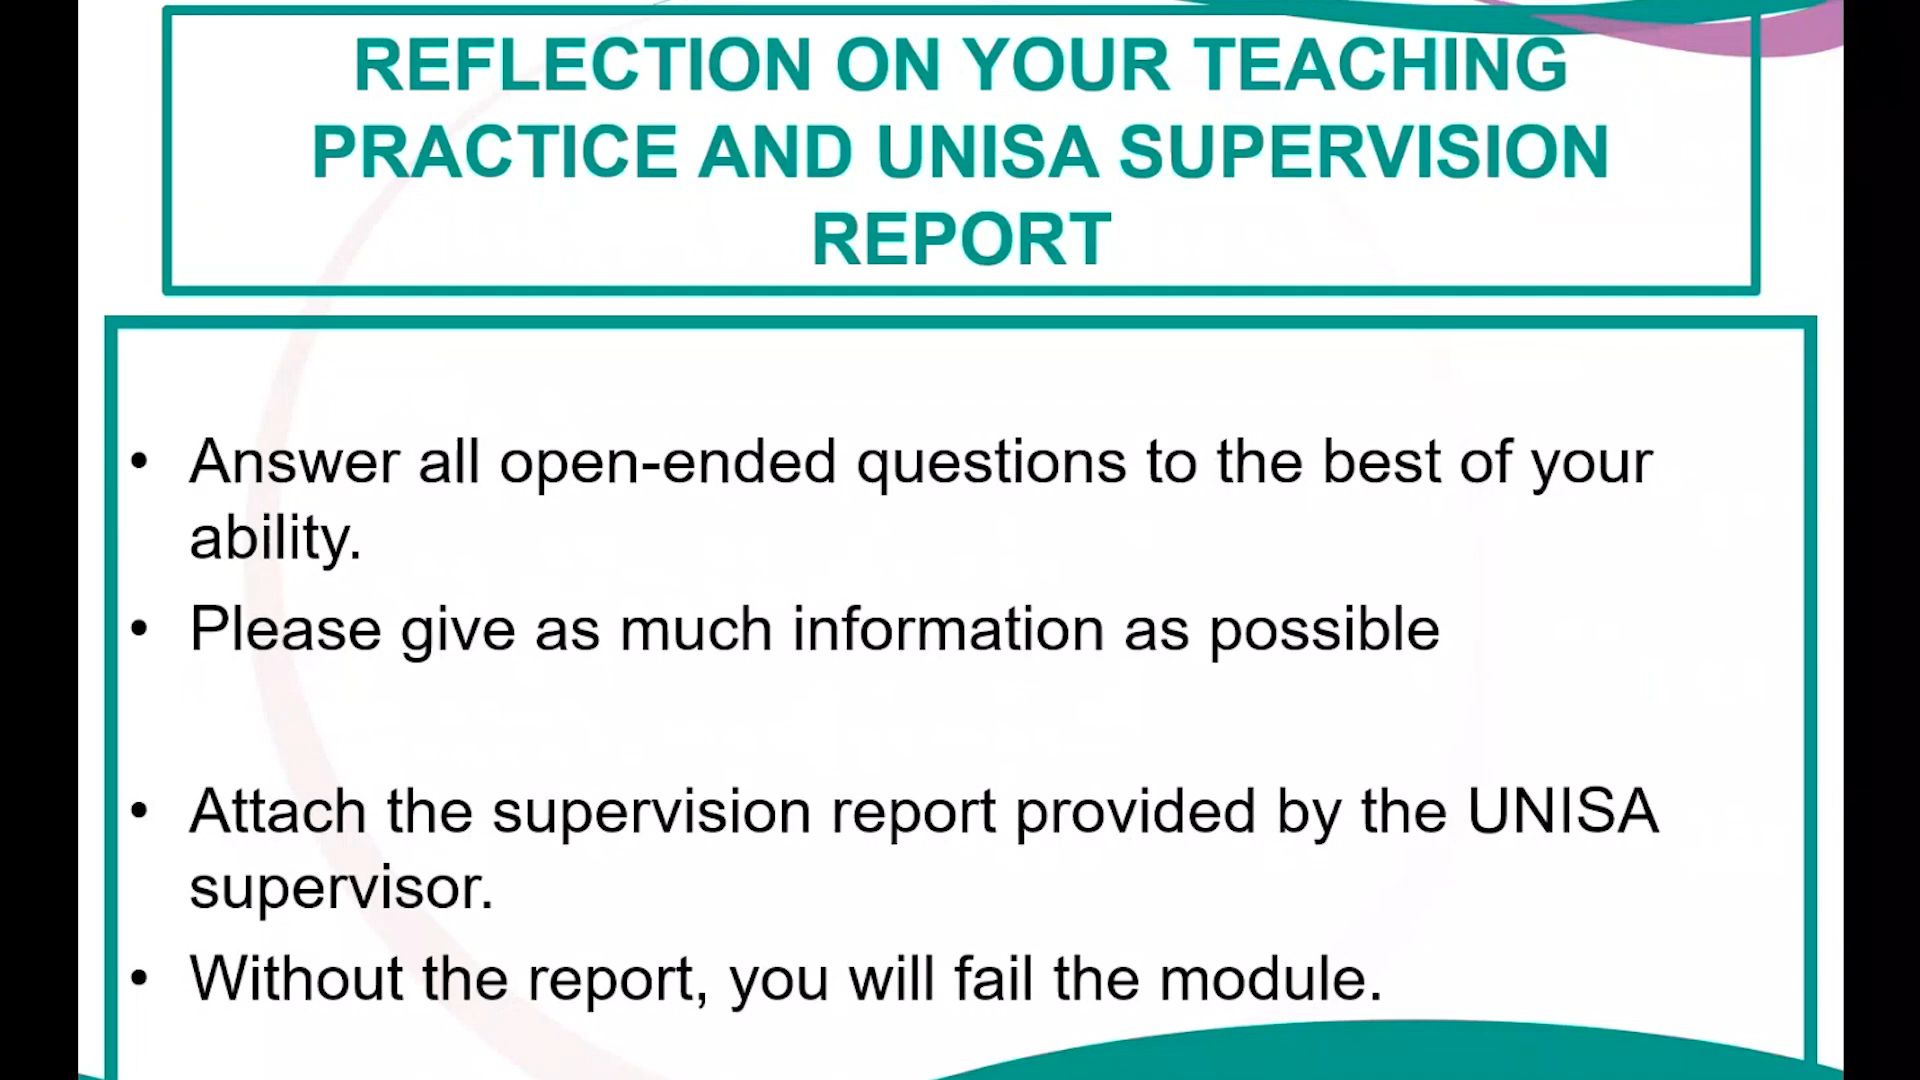 REFLECTION ON YOUR TEACHING
PRACTICE AND UNISA SUPERVISION
REPORT
• Answer all open-ended questions to the best of your
ability.
• Please give as much information as possible
• Attach the supervision report provided by the UNISA
supervisor.
• Without the report, you will fail the module.